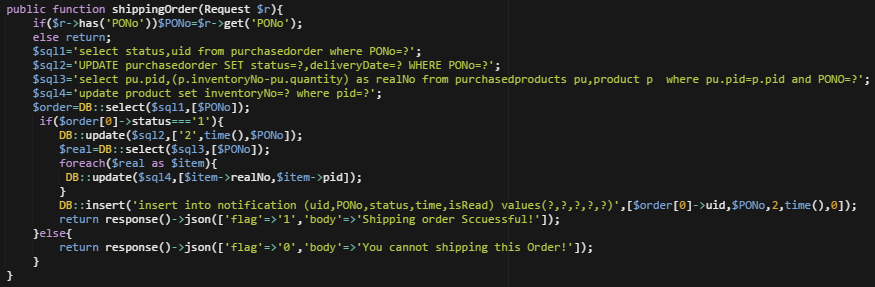 public function shippingOrder(Request $r){
    if($r->has('PONo'))$PONo=$r->get('PONo');
    else return;
    $sql1='select status,uid from purchasedorder where PONo=?';
    $sql2='UPDATE purchasedorder SET status=?,deliveryDate=? WHERE PONo=?';
    $sql3='select pu.pid,(p.inventoryNo-pu.quantity) as realNo from purchasedproducts pu,product p  where pu.pid=p.pid and PONO=?';
    $sql4='update product set inventoryNo=? where pid=?';
    $order=DB::select($sql1,[$PONo]);
     if($order[0]->status==='1'){
        DB::update($sql2,['2',time(),$PONo]);
        $real=DB::select($sql3,[$PONo]);
        foreach($real as $item){
         DB::update($sql4,[$item->realNo,$item->pid]);
        }
        DB::insert('insert into notification (uid,PONo,status,time,isRead) values(?,?,?,?,?)',[$order[0]->uid,$PONo,2,time(),0]);
        return response()->json(['flag'=>'1','body'=>'Shipping order Sccuessful!']);
    }else{
        return response()->json(['flag'=>'0','body'=>'You cannot shipping this Order!']);
    }
}